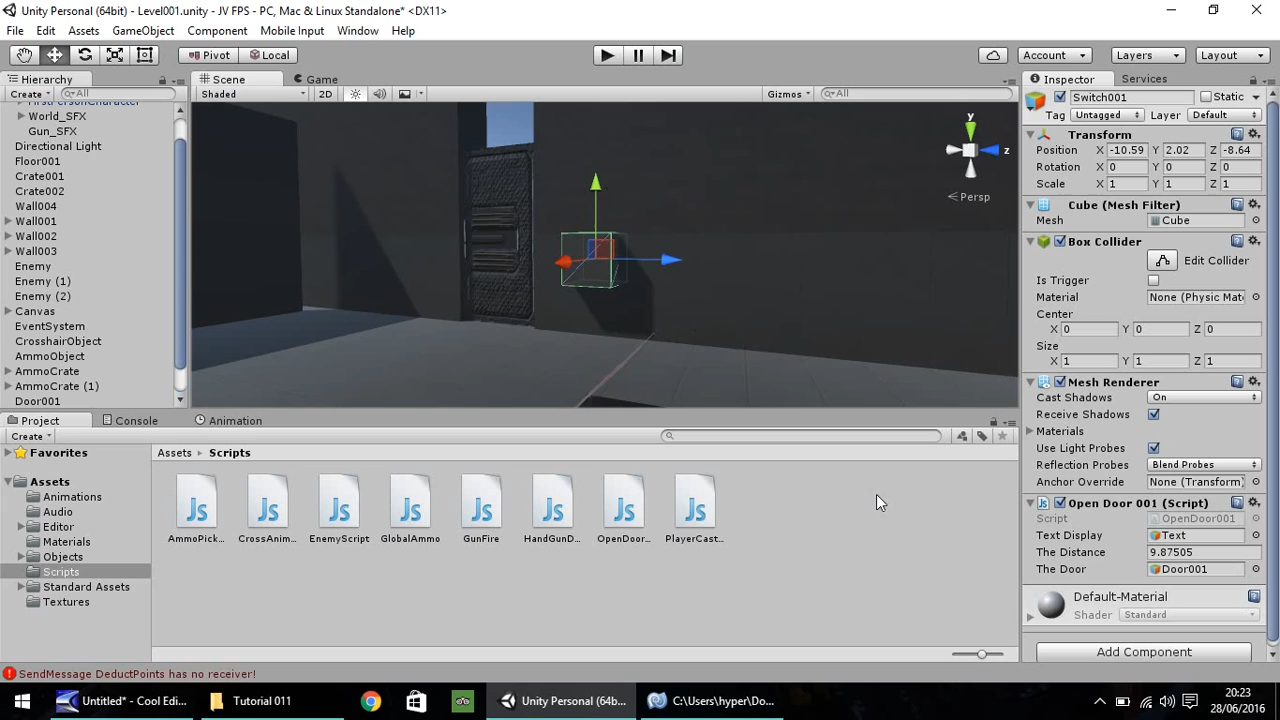 Unity Personal (64bit) - Level001.unity - JV FPS - PC, Mac & Linux Standalone* <DX11>
File Edit Assets GameObject Component Mobile Input Window Help
Pivot Local Account Layers Layout
Hierarchy
Create All
FirstPersonCharacter
World_SFX
Gun_SFX
Directional Light
Floor001
Crate001
Crate002
Wall004
Wall001
Wall002
Wall003
Enemy
Enemy (1)
Enemy (2)
Canvas
EventSystem
CrosshairObject
AmmoObject
AmmoCrate
AmmoCrate (1)
Door001
Scene Game
Shaded 2D Gizmos All
y
z
Persp
Inspector Services
Switch001 Static
Tag Untagged Layer Default
Transform
Position X -10.59 Y 2.02 Z -8.64
Rotation X 0 Y 0 Z 0
Scale X 1 Y 1 Z 1
Cube (Mesh Filter)
Mesh Cube
Box Collider
Edit Collider
Is Trigger
Material None (Physic Mat
Center
X 0 Y 0 Z 0
Size
X 1 Y 1 Z 1
Mesh Renderer
Cast Shadows On
Receive Shadows
Materials
Use Light Probes
Reflection Probes Blend Probes
Anchor Override None (Transform)
Open Door 001 (Script)
Script OpenDoor001
Text Display Text
The Distance 9.87505
The Door Door001
Default-Material
Shader Standard
Add Component
Project Console Animation
Create
Favorites
Assets
Animations
Audio
Editor
Materials
Objects
Scripts
Standard Assets
Textures
Assets Scripts
Js Js Js Js Js Js Js Js
AmmoPick... CrossAnim... EnemyScript GlobalAmmo GunFire HandGunD... OpenDoor... PlayerCast...
SendMessage DeductPoints has no receiver!
Untitled* - Cool Edi... Tutorial 011 Unity Personal (64b... C:\Users\hyper\Do...
20:23
28/06/2016